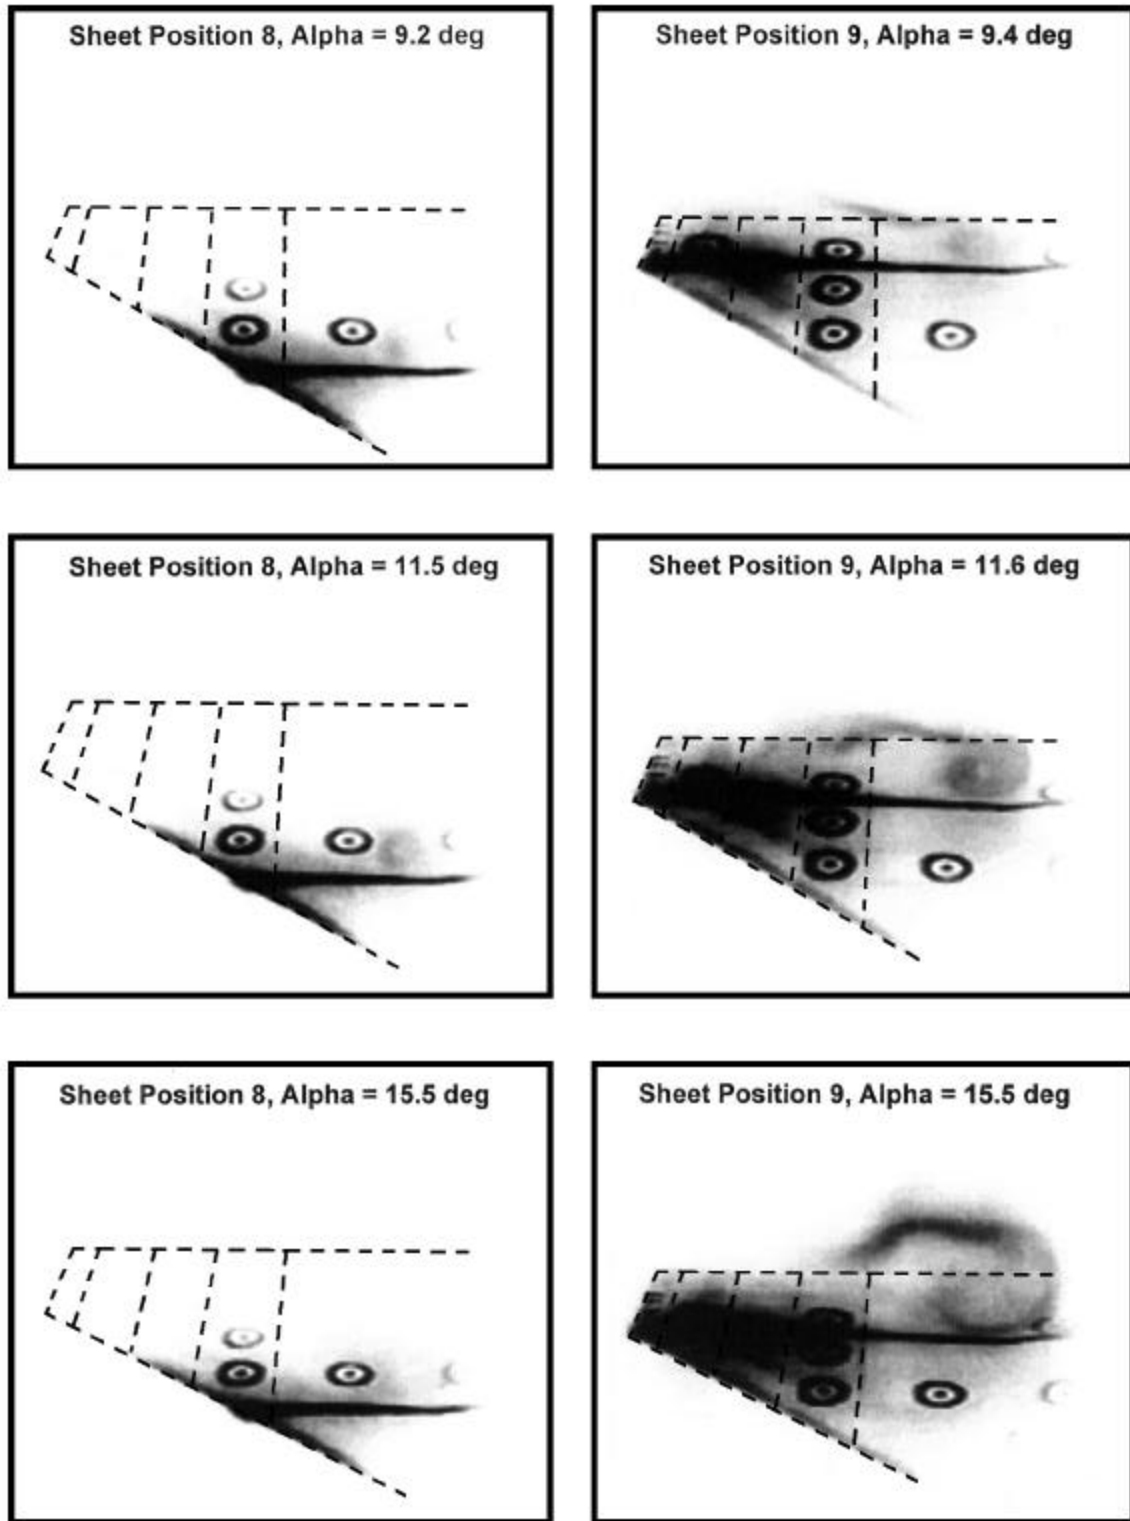 Sheet Position 8, Alpha = 9.2 deg
Sheet Position 9, Alpha = 9.4 deg
Sheet Position 8, Alpha = 11.5 deg
Sheet Position 9, Alpha = 11.6 deg
Sheet Position 8, Alpha = 15.5 deg
Sheet Position 9, Alpha = 15.5 deg